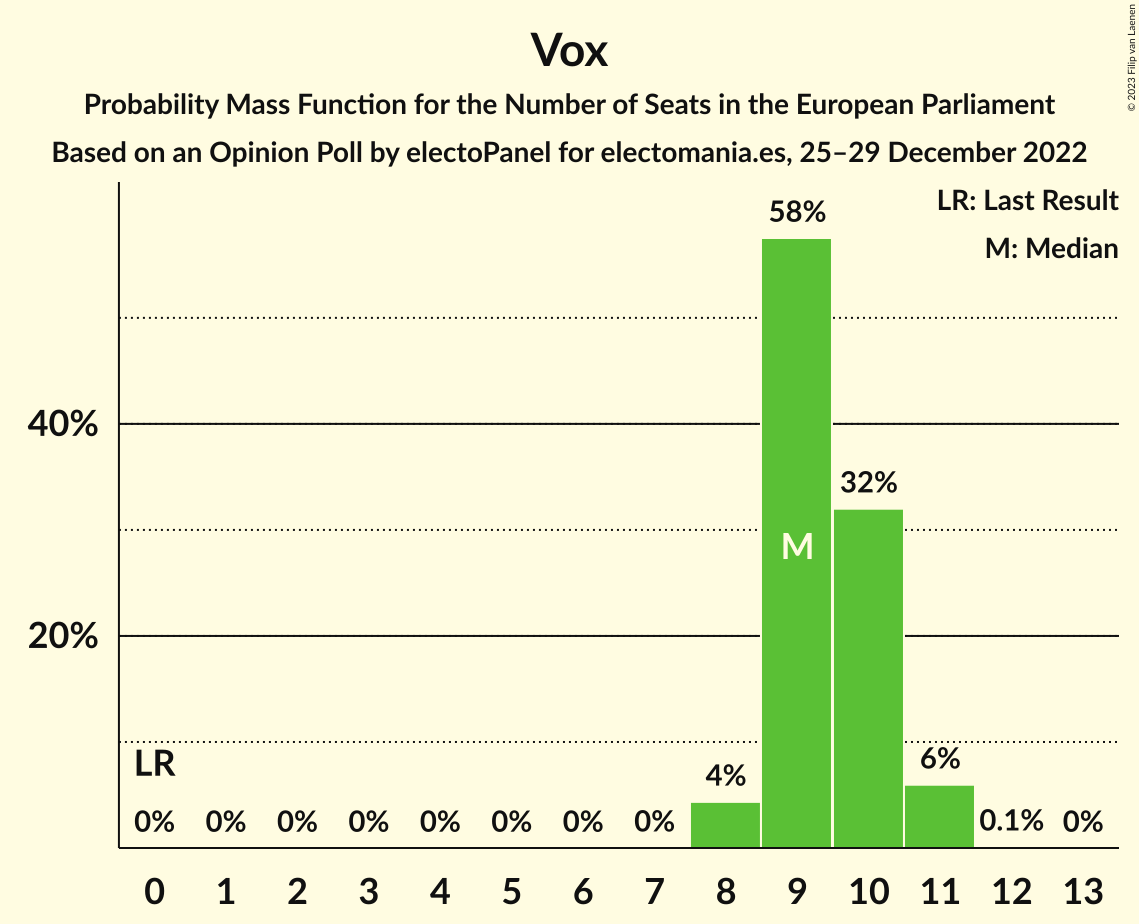 Vox
Probability Mass Function for the Number of Seats in the European Parliament
Based on an Opinion Poll by electoPanel for electomania.es, 25–29 December 2022
© 2023 Filip van Laenen
LR: Last Result
M: Median
58%
40%
32%
M
20%
LR
6%
4%
0% 0% 0% 0% 0% 0% 0% 0% 0.1% 0%
0 1 2 3 4 5 6 7 8 9 10 11 12 13